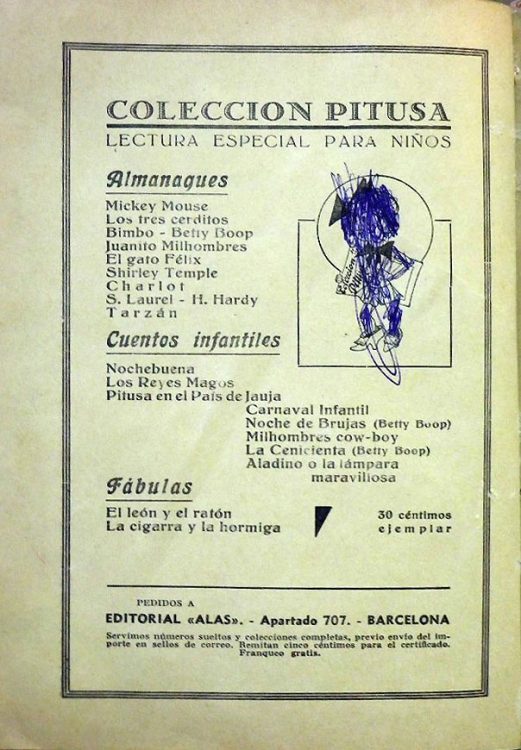 COLECCION PITUSA
LECTURA ESPECIAL PARA NIÑOS
Almanaques
Mickey Mouse
Los tres cerditos
Bimbo - Betty Boop
Juanito Milhombres
El gato Félix
Shirley Temple
Charlot
S. Laurel - H. Hardy
Tarzán
Cuentos infantiles
Nochebuena
Los Reyes Magos
Pitusa en el País de Jauja
Carnaval Infantil
Noche de Brujas (Betty Boop)
Milhombres cow-boy
La Cenicienta (Betty Boop)
Aladino o la lámpara
maravillosa
Fábulas
El león y el ratón
La cigarra y la hormiga
30 céntimos
ejemplar
PEDIDOS A
EDITORIAL «ALAS». - Apartado 707. - BARCELONA
Servimos números sueltos y colecciones completas, previo envío del im-
porte en sellos de correo. Remitan cinco céntimos para el certificado.
Franqueo gratis.